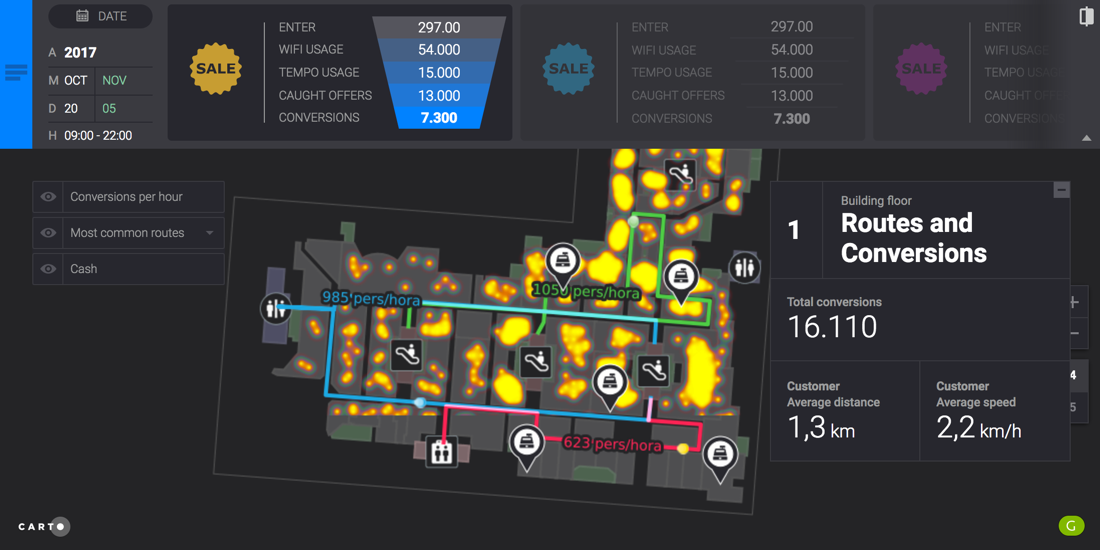 DATE
A 2017
M OCT NOV
D 20 05
H 09:00 - 22:00
SALE
ENTER 297.00
WIFI USAGE 54.000
TEMPO USAGE 15.000
CAUGHT OFFERS 13.000
CONVERSIONS 7.300
SALE
ENTER 297.00
WIFI USAGE 54.000
TEMPO USAGE 15.000
CAUGHT OFFERS 13.000
CONVERSIONS 7.300
SALE
ENTER
WIFI USAGE
TEMPO
CAUGHT
CONVERSIONS
Conversions per hour
Most common routes
Cash
985 pers/hora
1050 pers/hora
623 pers/hora
1
Building floor
Routes and
Conversions
Total conversions
16.110
Customer
Average distance
1,3 km
Customer
Average speed
2,2 km/h
+
−
4
5
CARTO
G